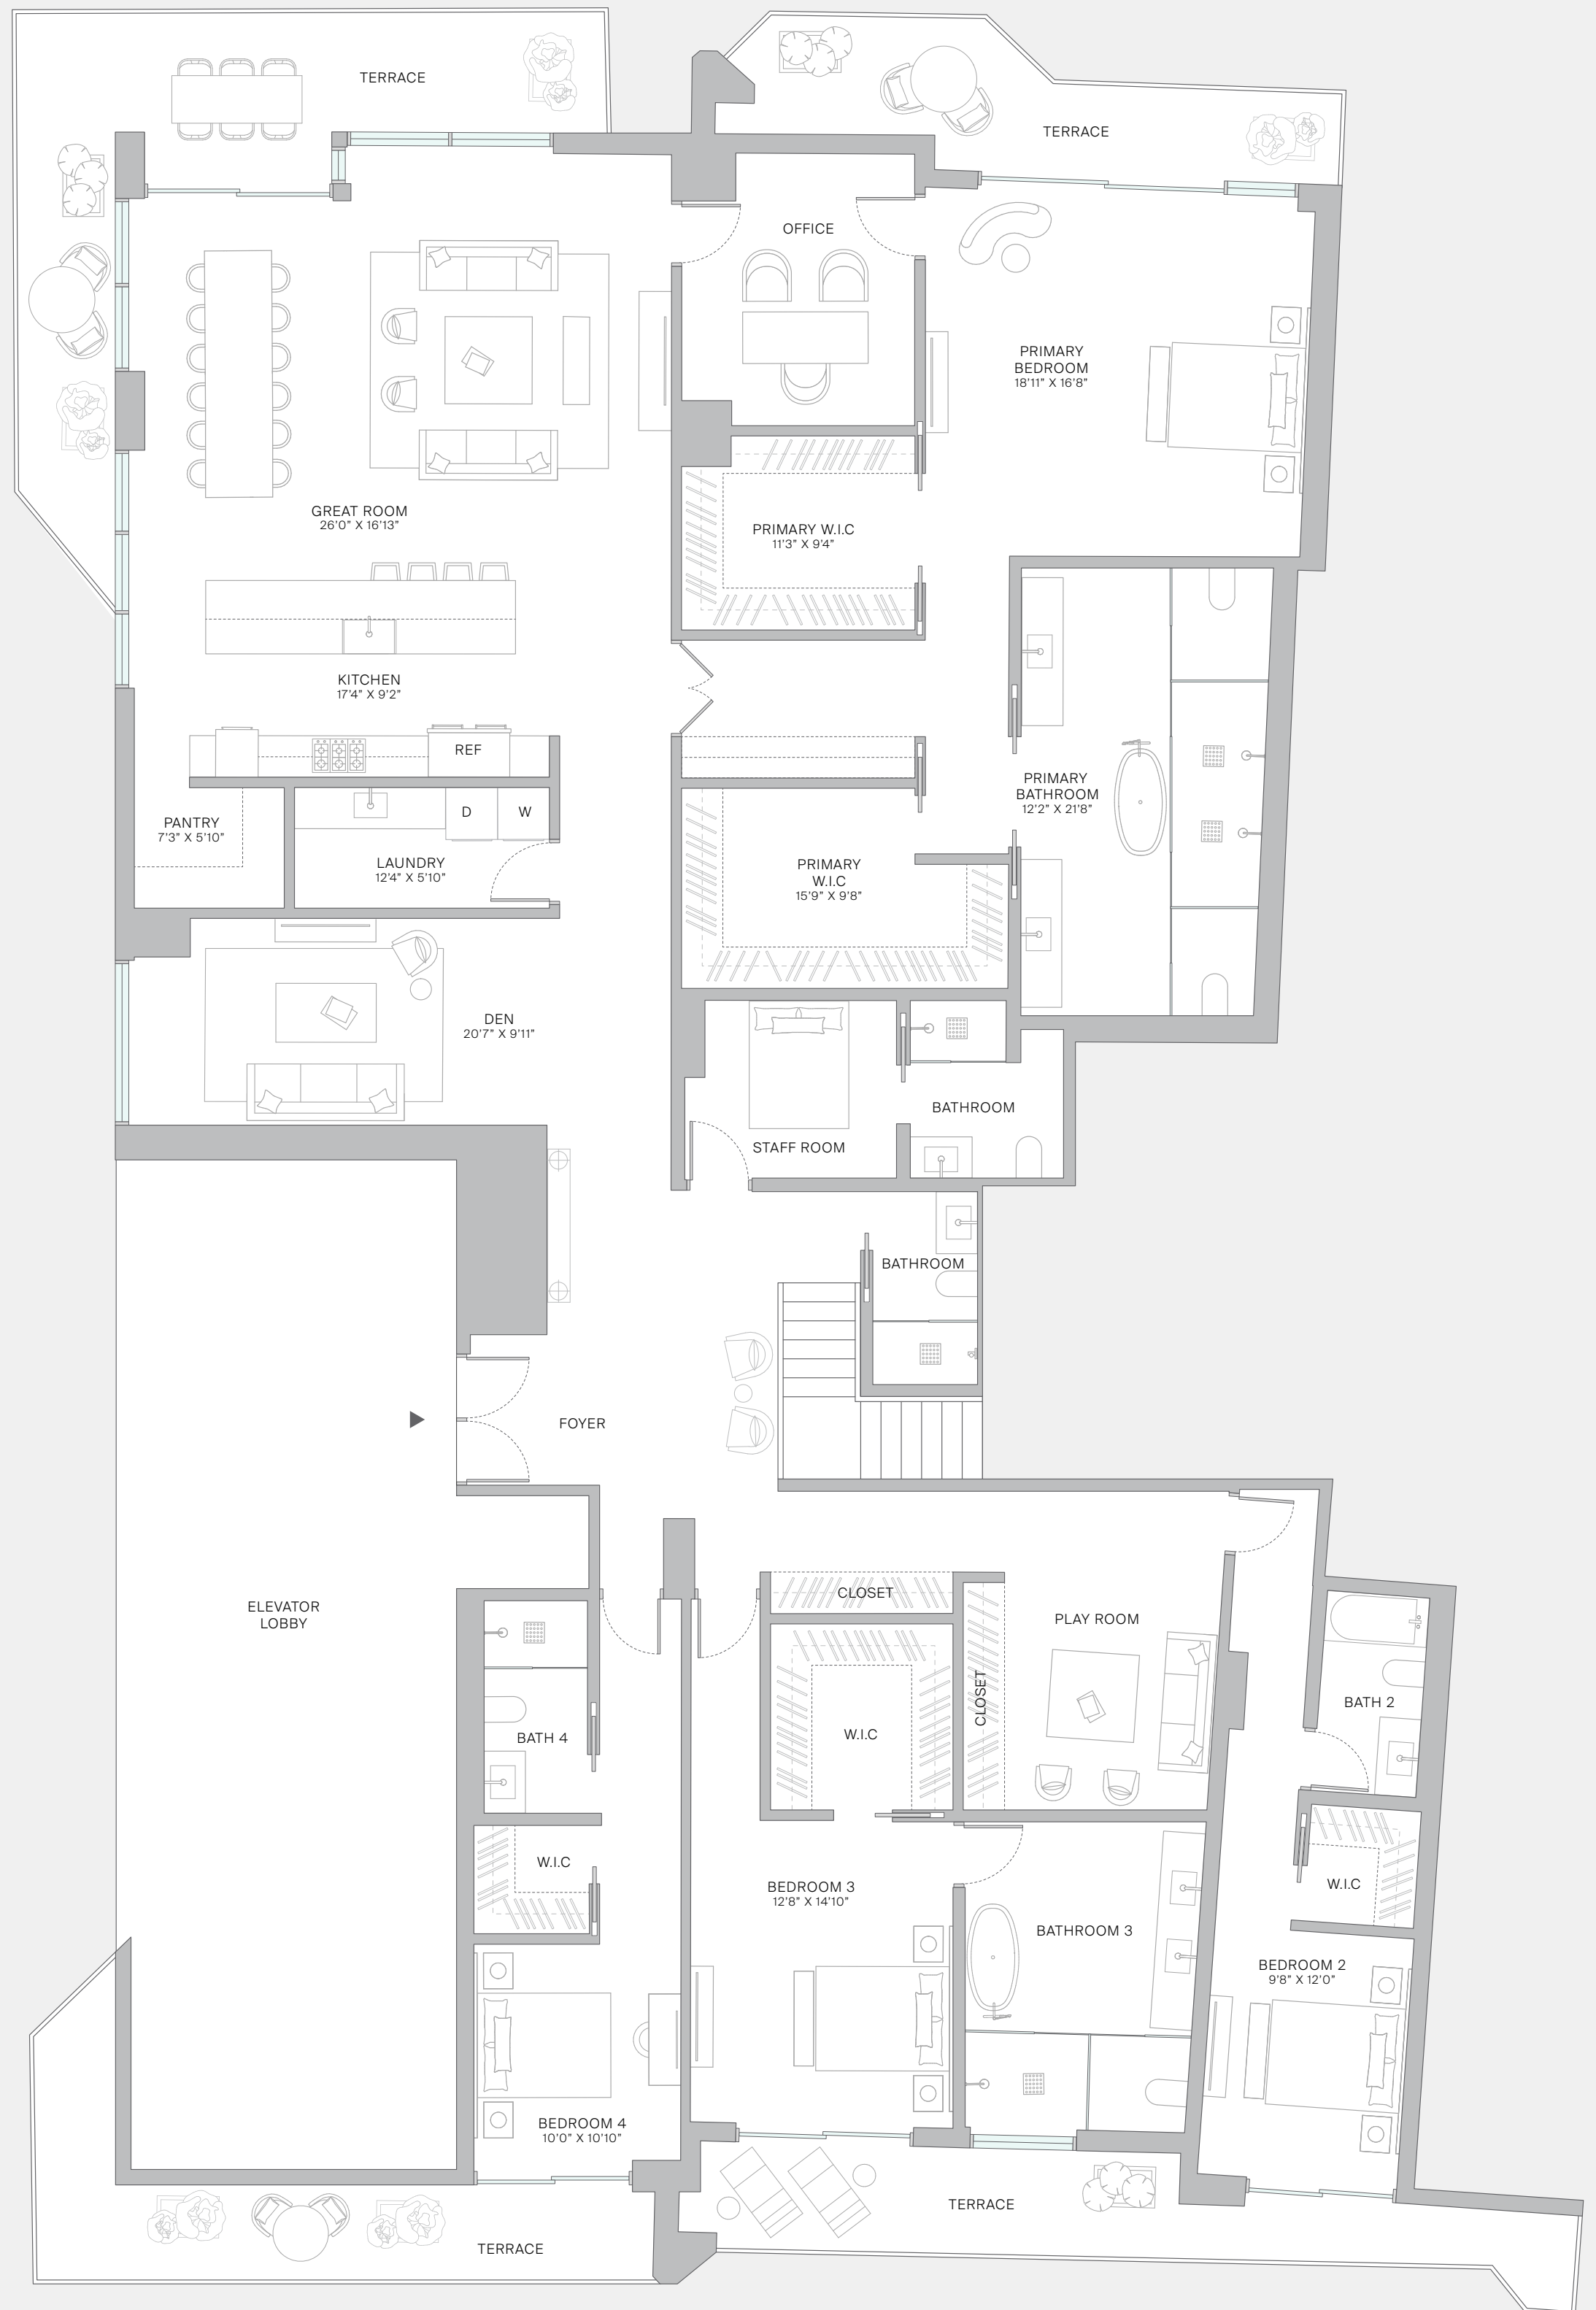 TERRACE
TERRACE
OFFICE
PRIMARY
BEDROOM
18'11" X 16'8"
GREAT ROOM
26'0" X 16'13"
PRIMARY W.I.C
11'3" X 9'4"
KITCHEN
17'4" X 9'2"
REF
PRIMARY
BATHROOM
12'2" X 21'8"
PANTRY
7'3" X 5'10"
D
W
LAUNDRY
12'4" X 5'10"
PRIMARY
W.I.C
15'9" X 9'8"
DEN
20'7" X 9'11"
BATHROOM
STAFF ROOM
BATHROOM
FOYER
ELEVATOR
LOBBY
CLOSET
PLAY ROOM
CLOSET
BATH 2
W.I.C
BATH 4
W.I.C
W.I.C
BEDROOM 3
12'8" X 14'10"
BATHROOM 3
BEDROOM 2
9'8" X 12'0"
BEDROOM 4
10'0" X 10'10"
TERRACE
TERRACE